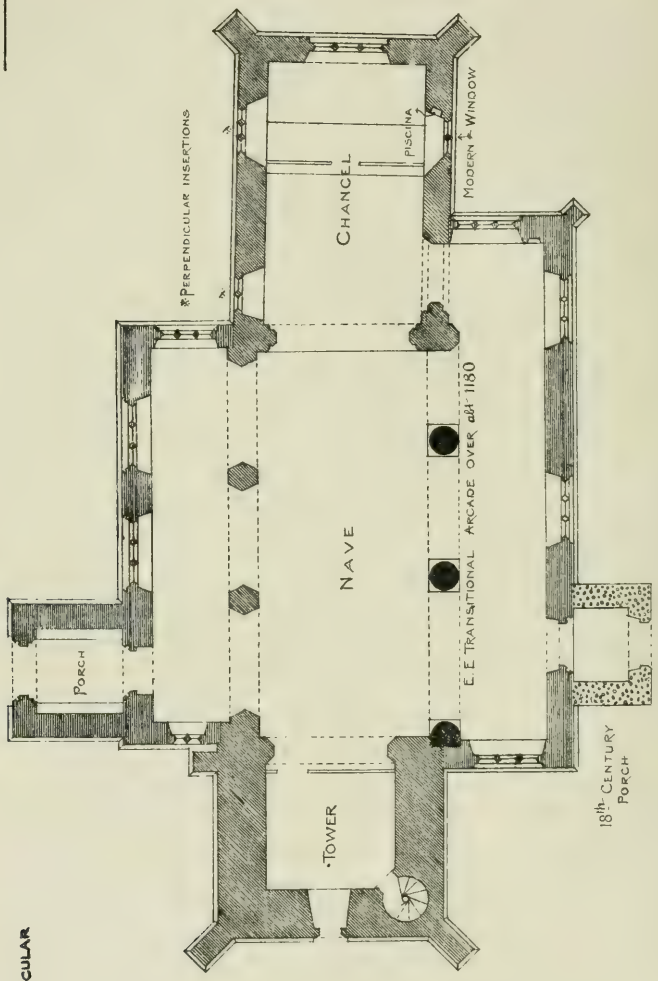 CULAR
*PERPENDICULAR INSERTIONS
CHANCEL
PISCINA
MODERN * WINDOW
NAVE
E.E TRANSITIONAL ARCADE OVER abt 1180
PORCH
TOWER
18th CENTURY
PORCH